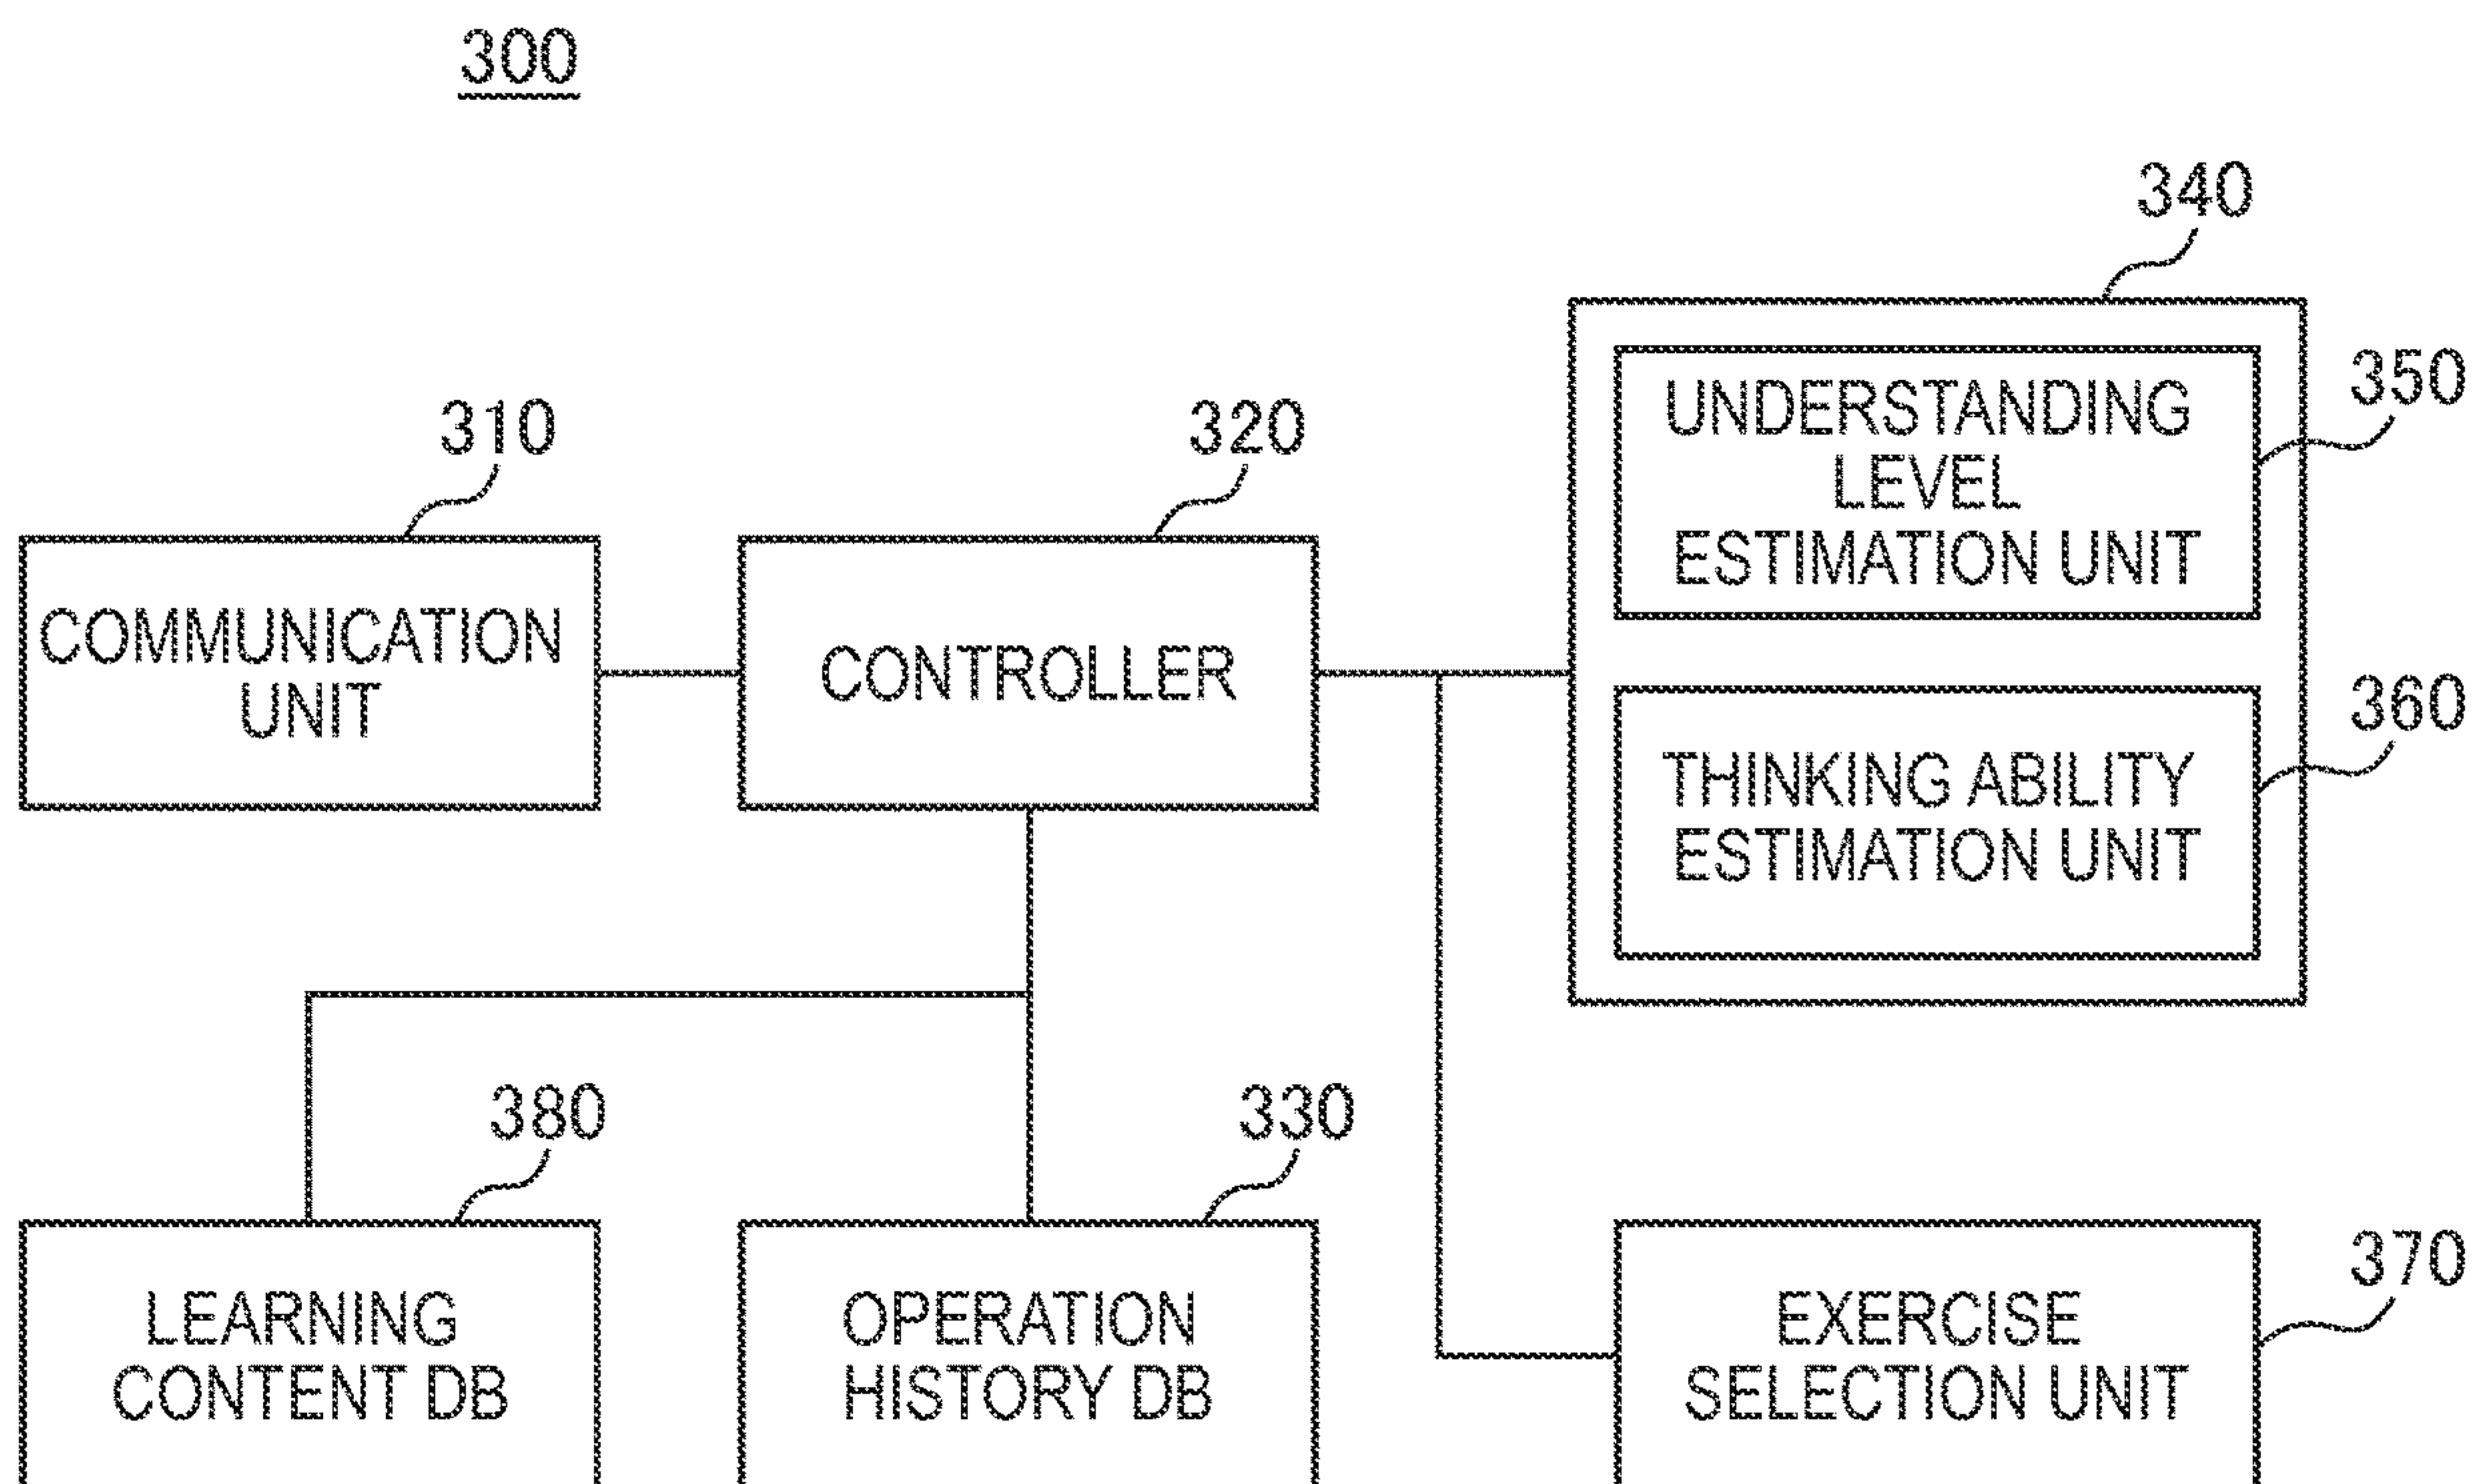 300
340
350
UNDERSTANDING
LEVEL
ESTIMATION UNIT
310
320
COMMUNICATION
UNIT
CONTROLLER
360
THINKING ABILITY
ESTIMATION UNIT
380
330
370
LEARNING
CONTENT DB
OPERATION
HISTORY DB
EXERCISE
SELECTION UNIT